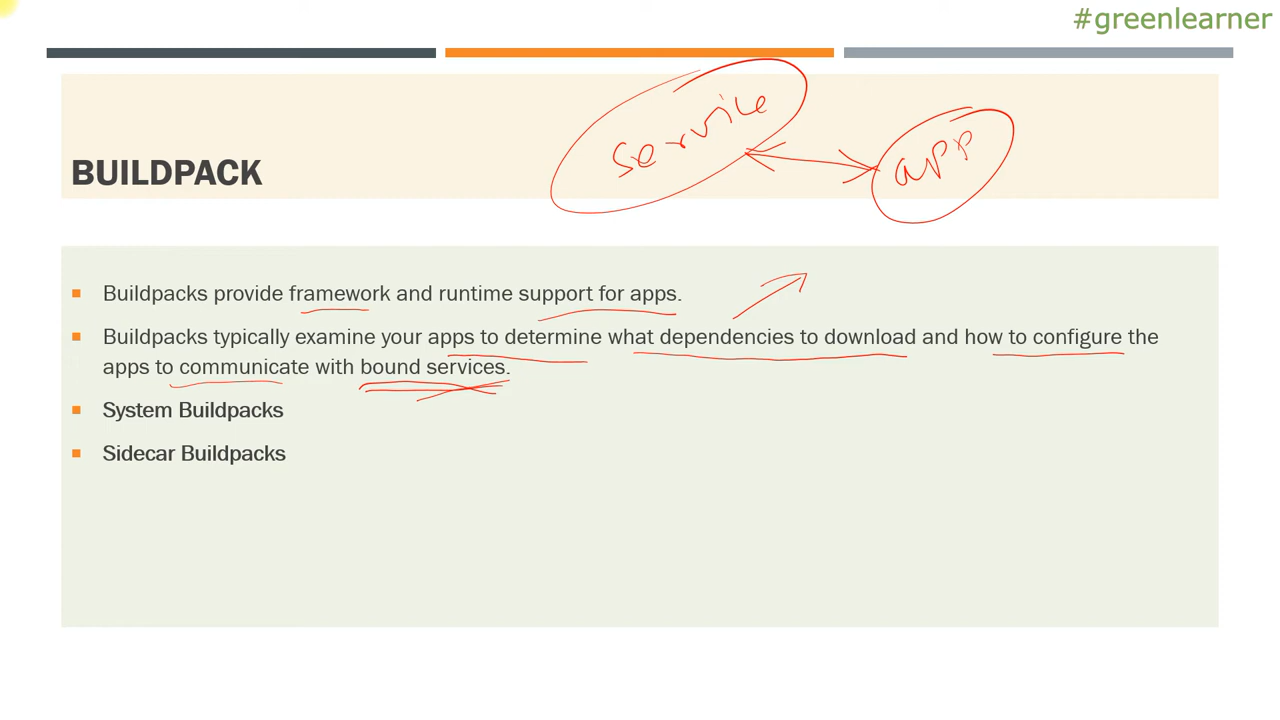 #greenlearner
service
app
BUILDPACK
Buildpacks provide framework and runtime support for apps.
Buildpacks typically examine your apps to determine what dependencies to download and how to configure the
apps to communicate with bound services.
System Buildpacks
Sidecar Buildpacks